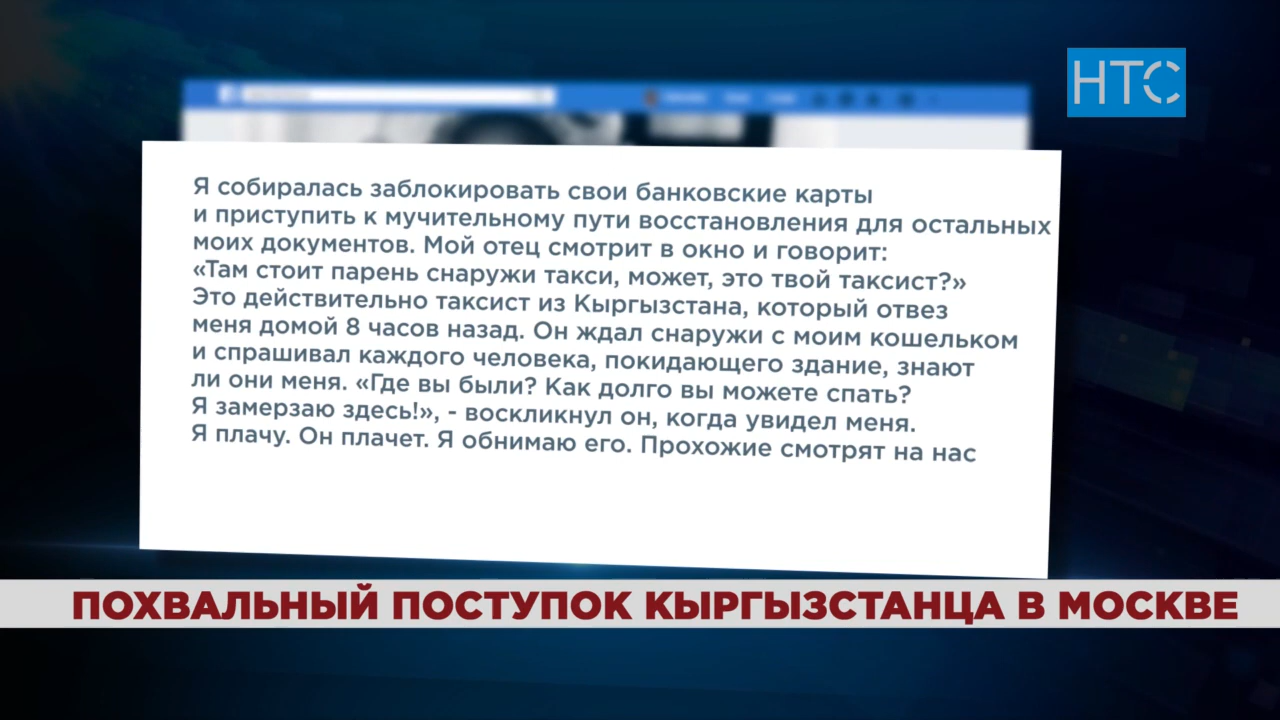 НТС
Я собиралась заблокировать свои банковские карты
и приступить к мучительному пути восстановления для остальных
моих документов. Мой отец смотрит в окно и говорит:
«Там стоит парень снаружи такси, может, это твой таксист?»
Это действительно таксист из Кыргызстана, который отвез
меня домой 8 часов назад. Он ждал снаружи с моим кошельком
и спрашивал каждого человека, покидающего здание, знают
ли они меня. «Где вы были? Как долго вы можете спать?
Я замерзаю здесь!», - воскликнул он, когда увидел меня.
Я плачу. Он плачет. Я обнимаю его. Прохожие смотрят на нас
ПОХВАЛЬНЫЙ ПОСТУПОК КЫРГЫЗСТАНЦА В МОСКВЕ